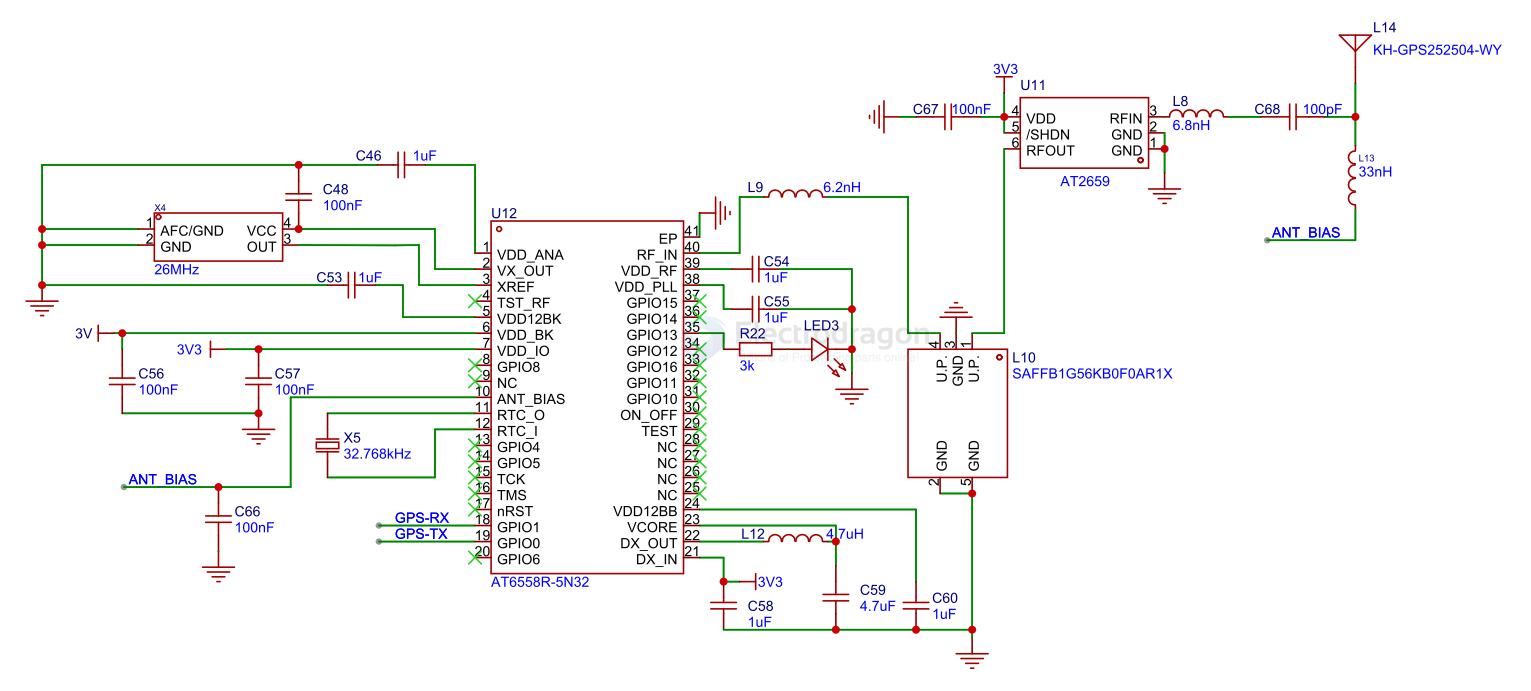 L14
KH-GPS252504-WY
3V3
U11
C67 100nF
4 VDD
5 /SHDN
6 RFOUT
RFIN 3
GND 2
GND 1
AT2659
L8
6.8nH
C68 100pF
L13
33nH
ANT_BIAS
C46 1uF
C48
100nF
X4
1 AFC/GND
2 GND
VCC 4
OUT 3
26MHz
C53 1uF
3V
3V3
C56
100nF
C57
100nF
X5
32.768kHz
ANT_BIAS
C66
100nF
GPS-RX
GPS-TX
U12
1 VDD_ANA
2 VX_OUT
3 XREF
4 TST_RF
5 VDD12BK
6 VDD_BK
7 VDD_IO
8 GPIO8
9 NC
10 ANT_BIAS
11 RTC_O
12 RTC_I
13 GPIO4
14 GPIO5
15 TCK
16 TMS
17 nRST
18 GPIO1
19 GPIO0
20 GPIO6
EP 41
RF_IN 40
VDD_RF 39
VDD_PLL 38
GPIO15 37
GPIO14 36
GPIO13 35
GPIO12 34
GPIO16 33
GPIO11 32
GPIO10 31
ON_OFF 30
TEST 29
NC 28
NC 27
NC 26
NC 25
VDD12BB 24
VCORE 23
DX_OUT 22
DX_IN 21
AT6558R-5N32
L9 6.2nH
C54
1uF
C55
1uF
Electrodragon
LED3
R22
3k
4 U.P.
3 GND
1 U.P.
2 GND
5 GND
L10
SAFFB1G56KB0F0AR1X
L12 4.7uH
3V3
C58
1uF
C59
4.7uF
C60
1uF